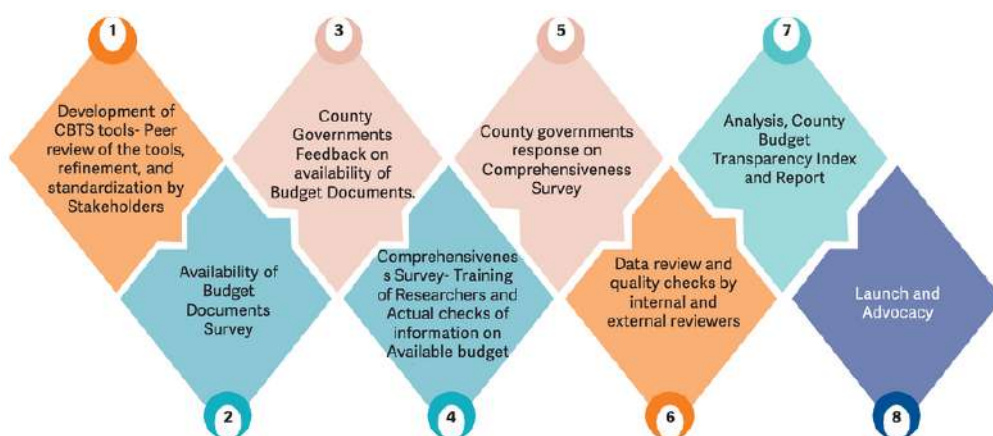 1
Development of
CBTS tools- Peer
review of the tools,
refinement, and
standardization by
Stakeholders
2
Availability of
Budget
Documents
Survey
3
County
Governments
Feedback on
availability of
Budget Documents.
4
Comprehensivenes
s Survey- Training
of Researchers and
Actual checks of
information on
Available budget
5
County governments
response on
Comprehensiveness
Survey
6
Data review and
quality checks by
internal and
external reviewers
7
Analysis, County
Budget
Transparency Index
and Report
8
Launch and
Advocacy